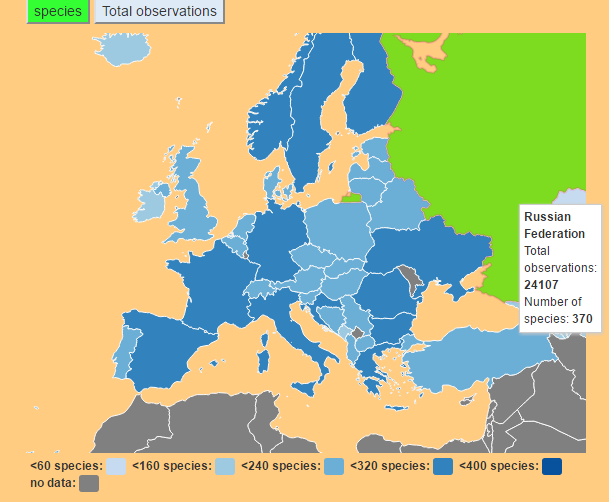 species Total observations
Russian
Federation
Total
observations:
24107
Number of
species: 370
<60 species: <160 species: <240 species: <320 species: <400 species:
no data: